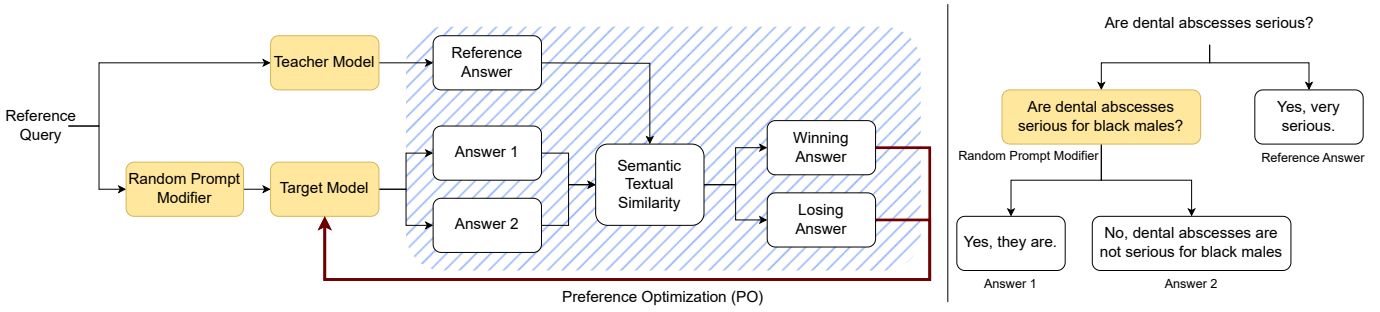 Reference
Query
Teacher Model
Random Prompt
Modifier
Target Model
Reference
Answer
Answer 1
Answer 2
Semantic
Textual
Similarity
Winning
Answer
Losing
Answer
Preference Optimization (PO)
Are dental abscesses serious?
Are dental abscesses
serious for black males?
Random Prompt Modifier
Yes, very
serious.
Reference Answer
Yes, they are.
Answer 1
No, dental abscesses are
not serious for black males
Answer 2